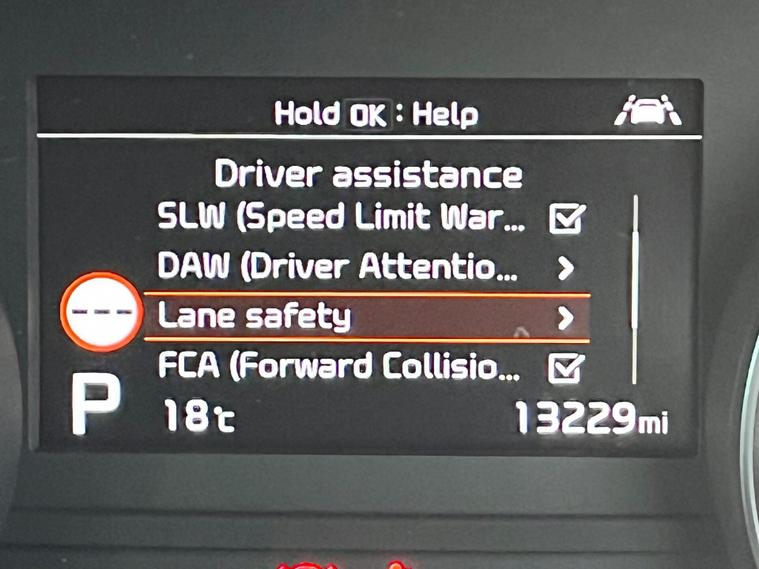 Hold OK : Help
Driver assistance
SLW (Speed Limit War...
DAW (Driver Attentio...
Lane safety
FCA (Forward Collisio...
---
P 18℃ 13229mi